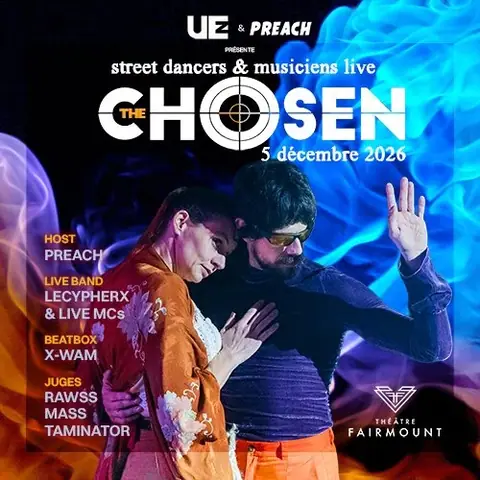 UEZ & PREACH
PRÉSENTE
street dancers & musiciens live
THE CHOSEN
5 décembre 2026
HOST
PREACH
LIVE BAND
LECYPHERX
& LIVE MCs
BEATBOX
X-WAM
JUGES
RAWSS
MASS
TAMINATOR
THÉÂTRE
FAIRMOUNT